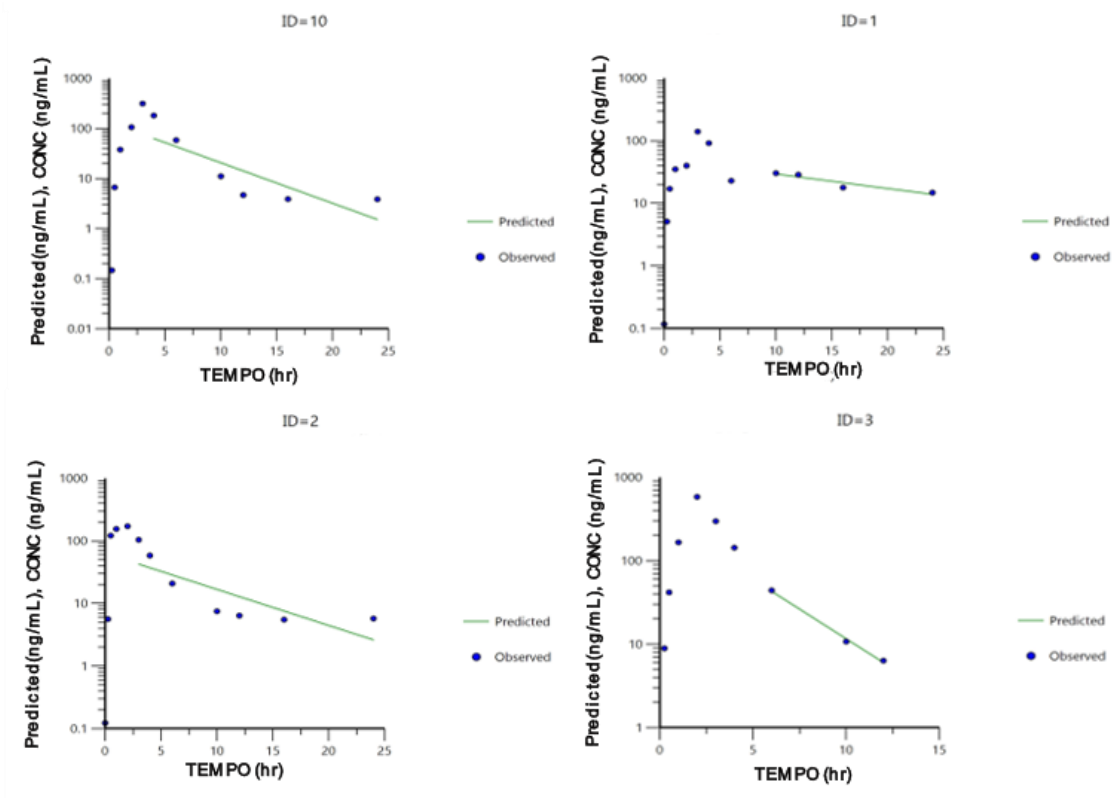 ID=10
Predicted(ng/mL), CONC (ng/mL)
1000
100
10
1
0.1
0.01
0 5 10 15 20 25
TEMPO (hr)
Predicted
Observed
ID=1
Predicted(ng/mL), CONC (ng/mL)
1000
100
10
1
0.1
0 5 10 15 20 25
TEMPO,(hr)
Predicted
Observed
ID=2
Predicted(ng/mL), CONC (ng/mL)
1000
100
10
1
0.1
0 5 10 15 20 25
TEMPO (hr)
Predicted
Observed
ID=3
Predicted(ng/mL), CONC (ng/mL)
1000
100
10
1
0 5 10 15
TEMPO (hr)
Predicted
Observed